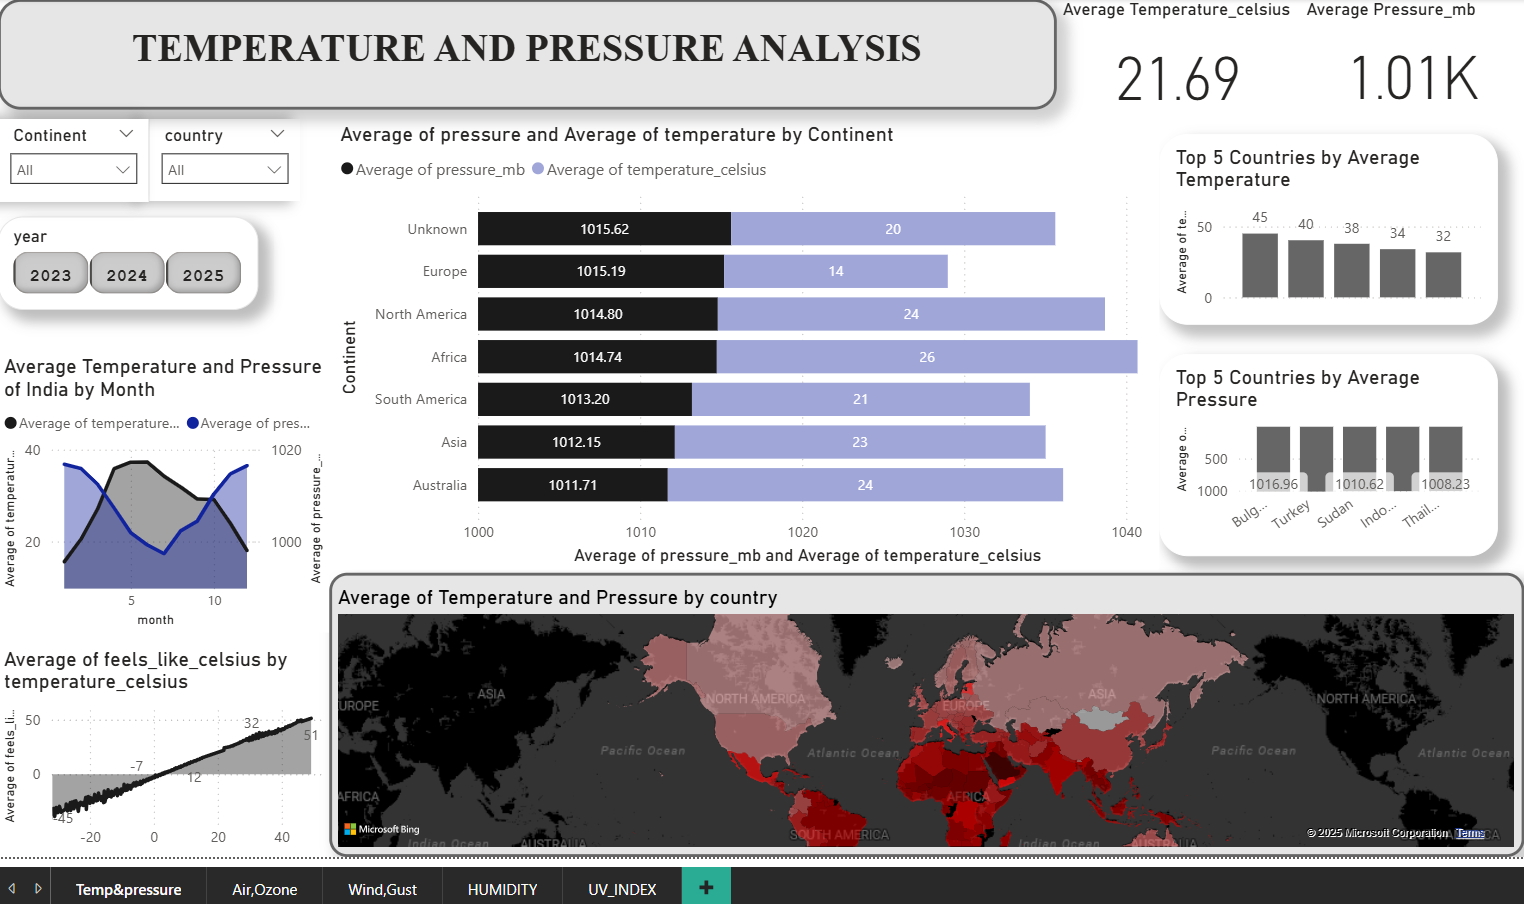 TEMPERATURE AND PRESSURE ANALYSIS
Average Temperature_celsius
21.69
Average Pressure_mb
1.01K
Continent
All
country
All
year
2023 2024 2025
Average of pressure and Average of temperature by Continent
Average of pressure_mb Average of temperature_celsius
Continent
Unknown 1015.62 20
Europe 1015.19 14
North America 1014.80 24
Africa 1014.74 26
South America 1013.20 21
Asia 1012.15 23
Australia 1011.71 24
1000 1010 1020 1030 1040
Average of pressure_mb and Average of temperature_celsius
Top 5 Countries by Average
Temperature
Average of te...
50
0
45 40 38 34 32
Top 5 Countries by Average
Pressure
Average o...
500
1000
1016.96 1010.62 1008.23
Bulg... Turkey Sudan Indo... Thail...
Average Temperature and Pressure
of India by Month
Average of temperature... Average of pres...
Average of temperatur...
40
20
1020
1000
Average of pressure_...
5 10
month
Average of feels_like_celsius by
temperature_celsius
Average of feels_li...
50
0
-45
-7
12
32
51
-20 0 20 40
Average of Temperature and Pressure by country
EUROPE
ASIA
NORTH AMERICA
EUROPE
ASIA
NORTH AMERICA
Pacific Ocean
Atlantic Ocean
Pacific Ocean
Atlantic Ocean
AFRICA
AFRICA
SOUTH AMERICA
Indian Ocean
AUSTRALIA
Indian Ocean
AUSTRALIA
Microsoft Bing
© 2025 Microsoft Corporation Terms
Temp&pressure Air,Ozone Wind,Gust HUMIDITY UV_INDEX